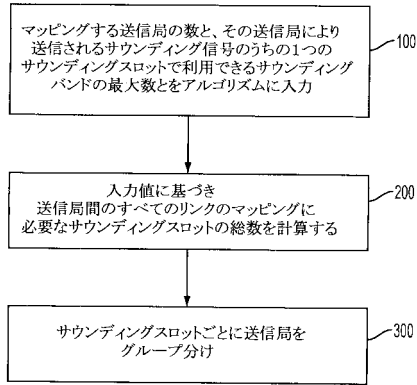 マッピングする送信局の数と、その送信局により
送信されるサウンディング信号のうちの1つの
サウンディングスロットで利用できるサウンディング
バンドの最大数とをアルゴリズムに入力
100
入力値に基づき
送信局間のすべてのリンクのマッピングに
必要なサウンディングスロットの総数を計算する
200
サウンディングスロットごとに送信局を
グループ分け
300